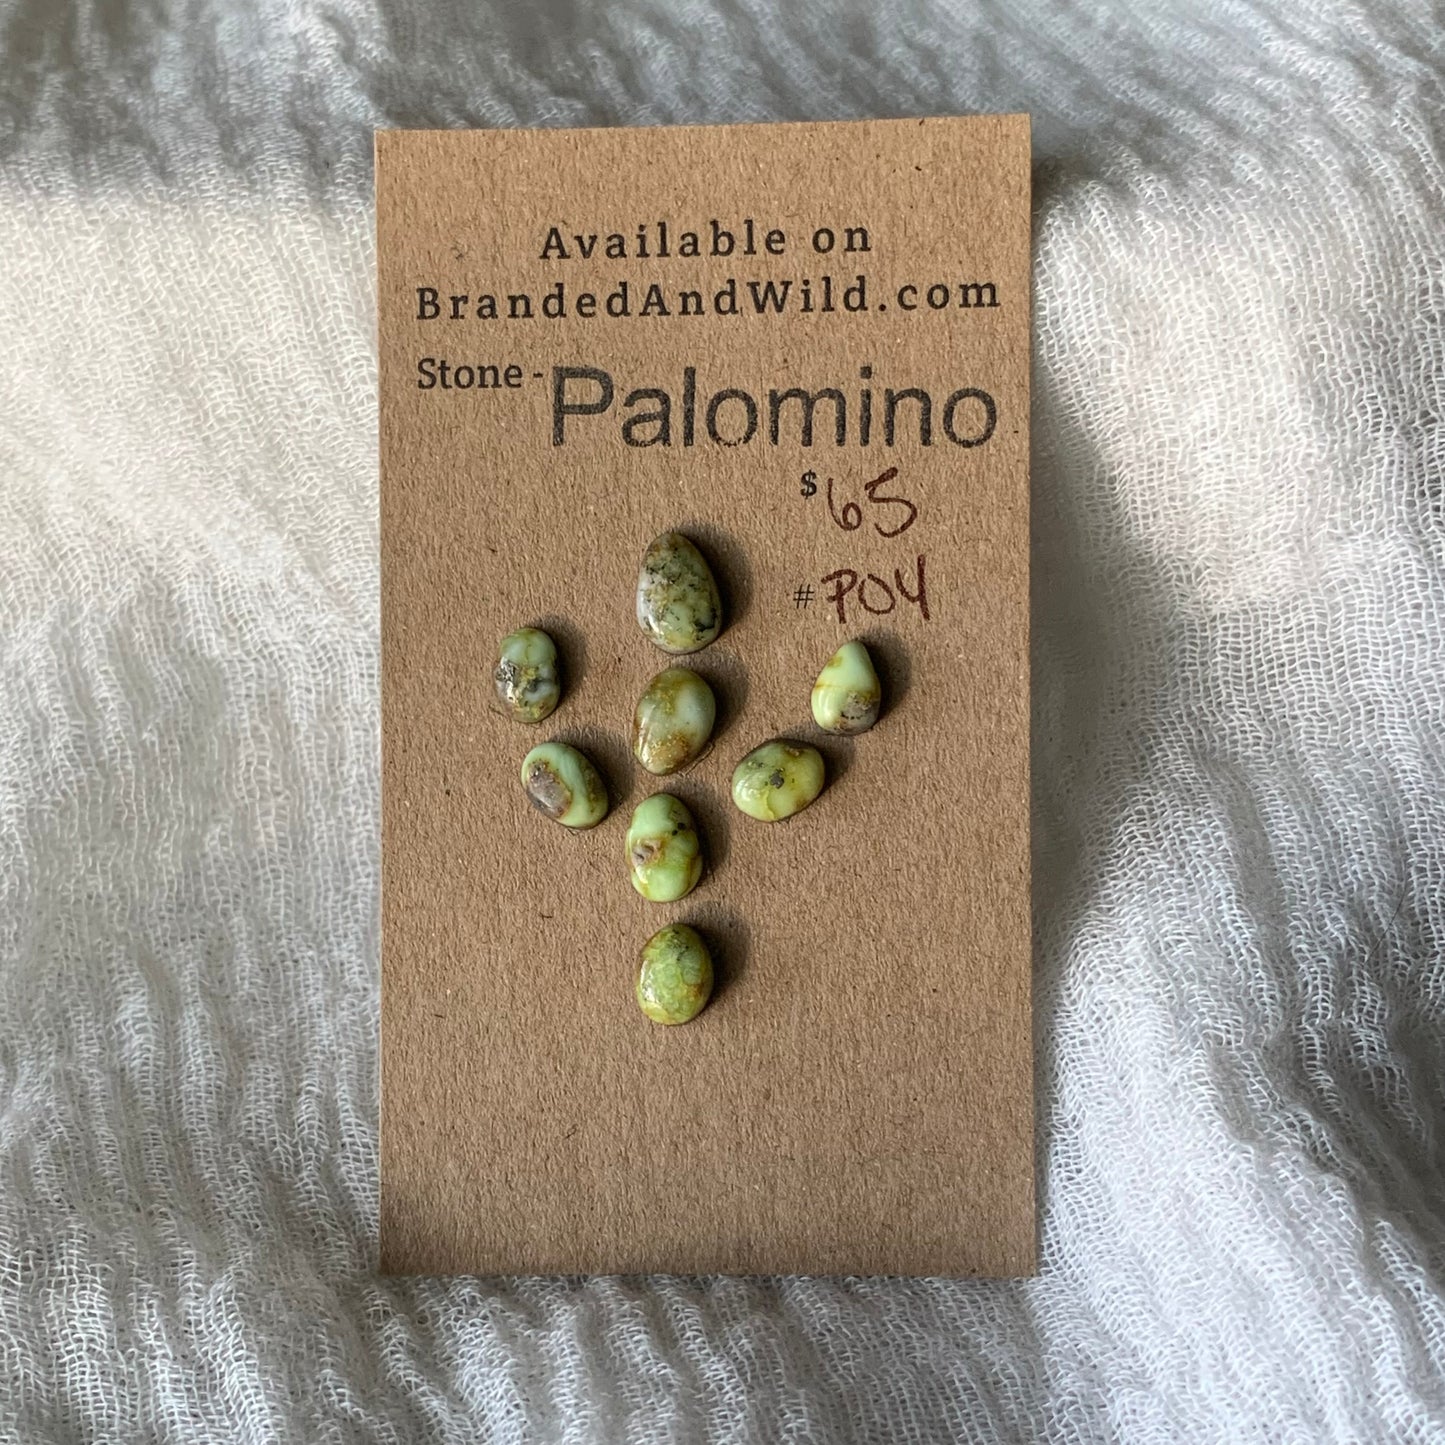 Available on
BrandedAndWild.com
Stone - Palomino
$65
#P04